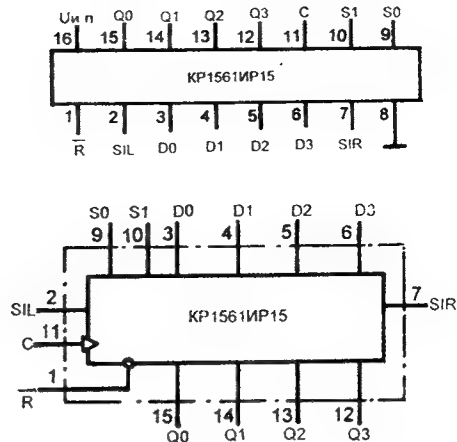 Uи п Q0 Q1 Q2 Q3 C S1 S0
16 15 14 13 12 11 10 9
КР1561ИР15
1 2 3 4 5 6 7 8
R SIL D0 D1 D2 D3 SIR
S0 S1 D0 D1 D2 D3
9 10 3 4 5 6
SIL 2 7 SIR
КР1561ИР15
C 11
R 1
15 14 13 12
Q0 Q1 Q2 Q3